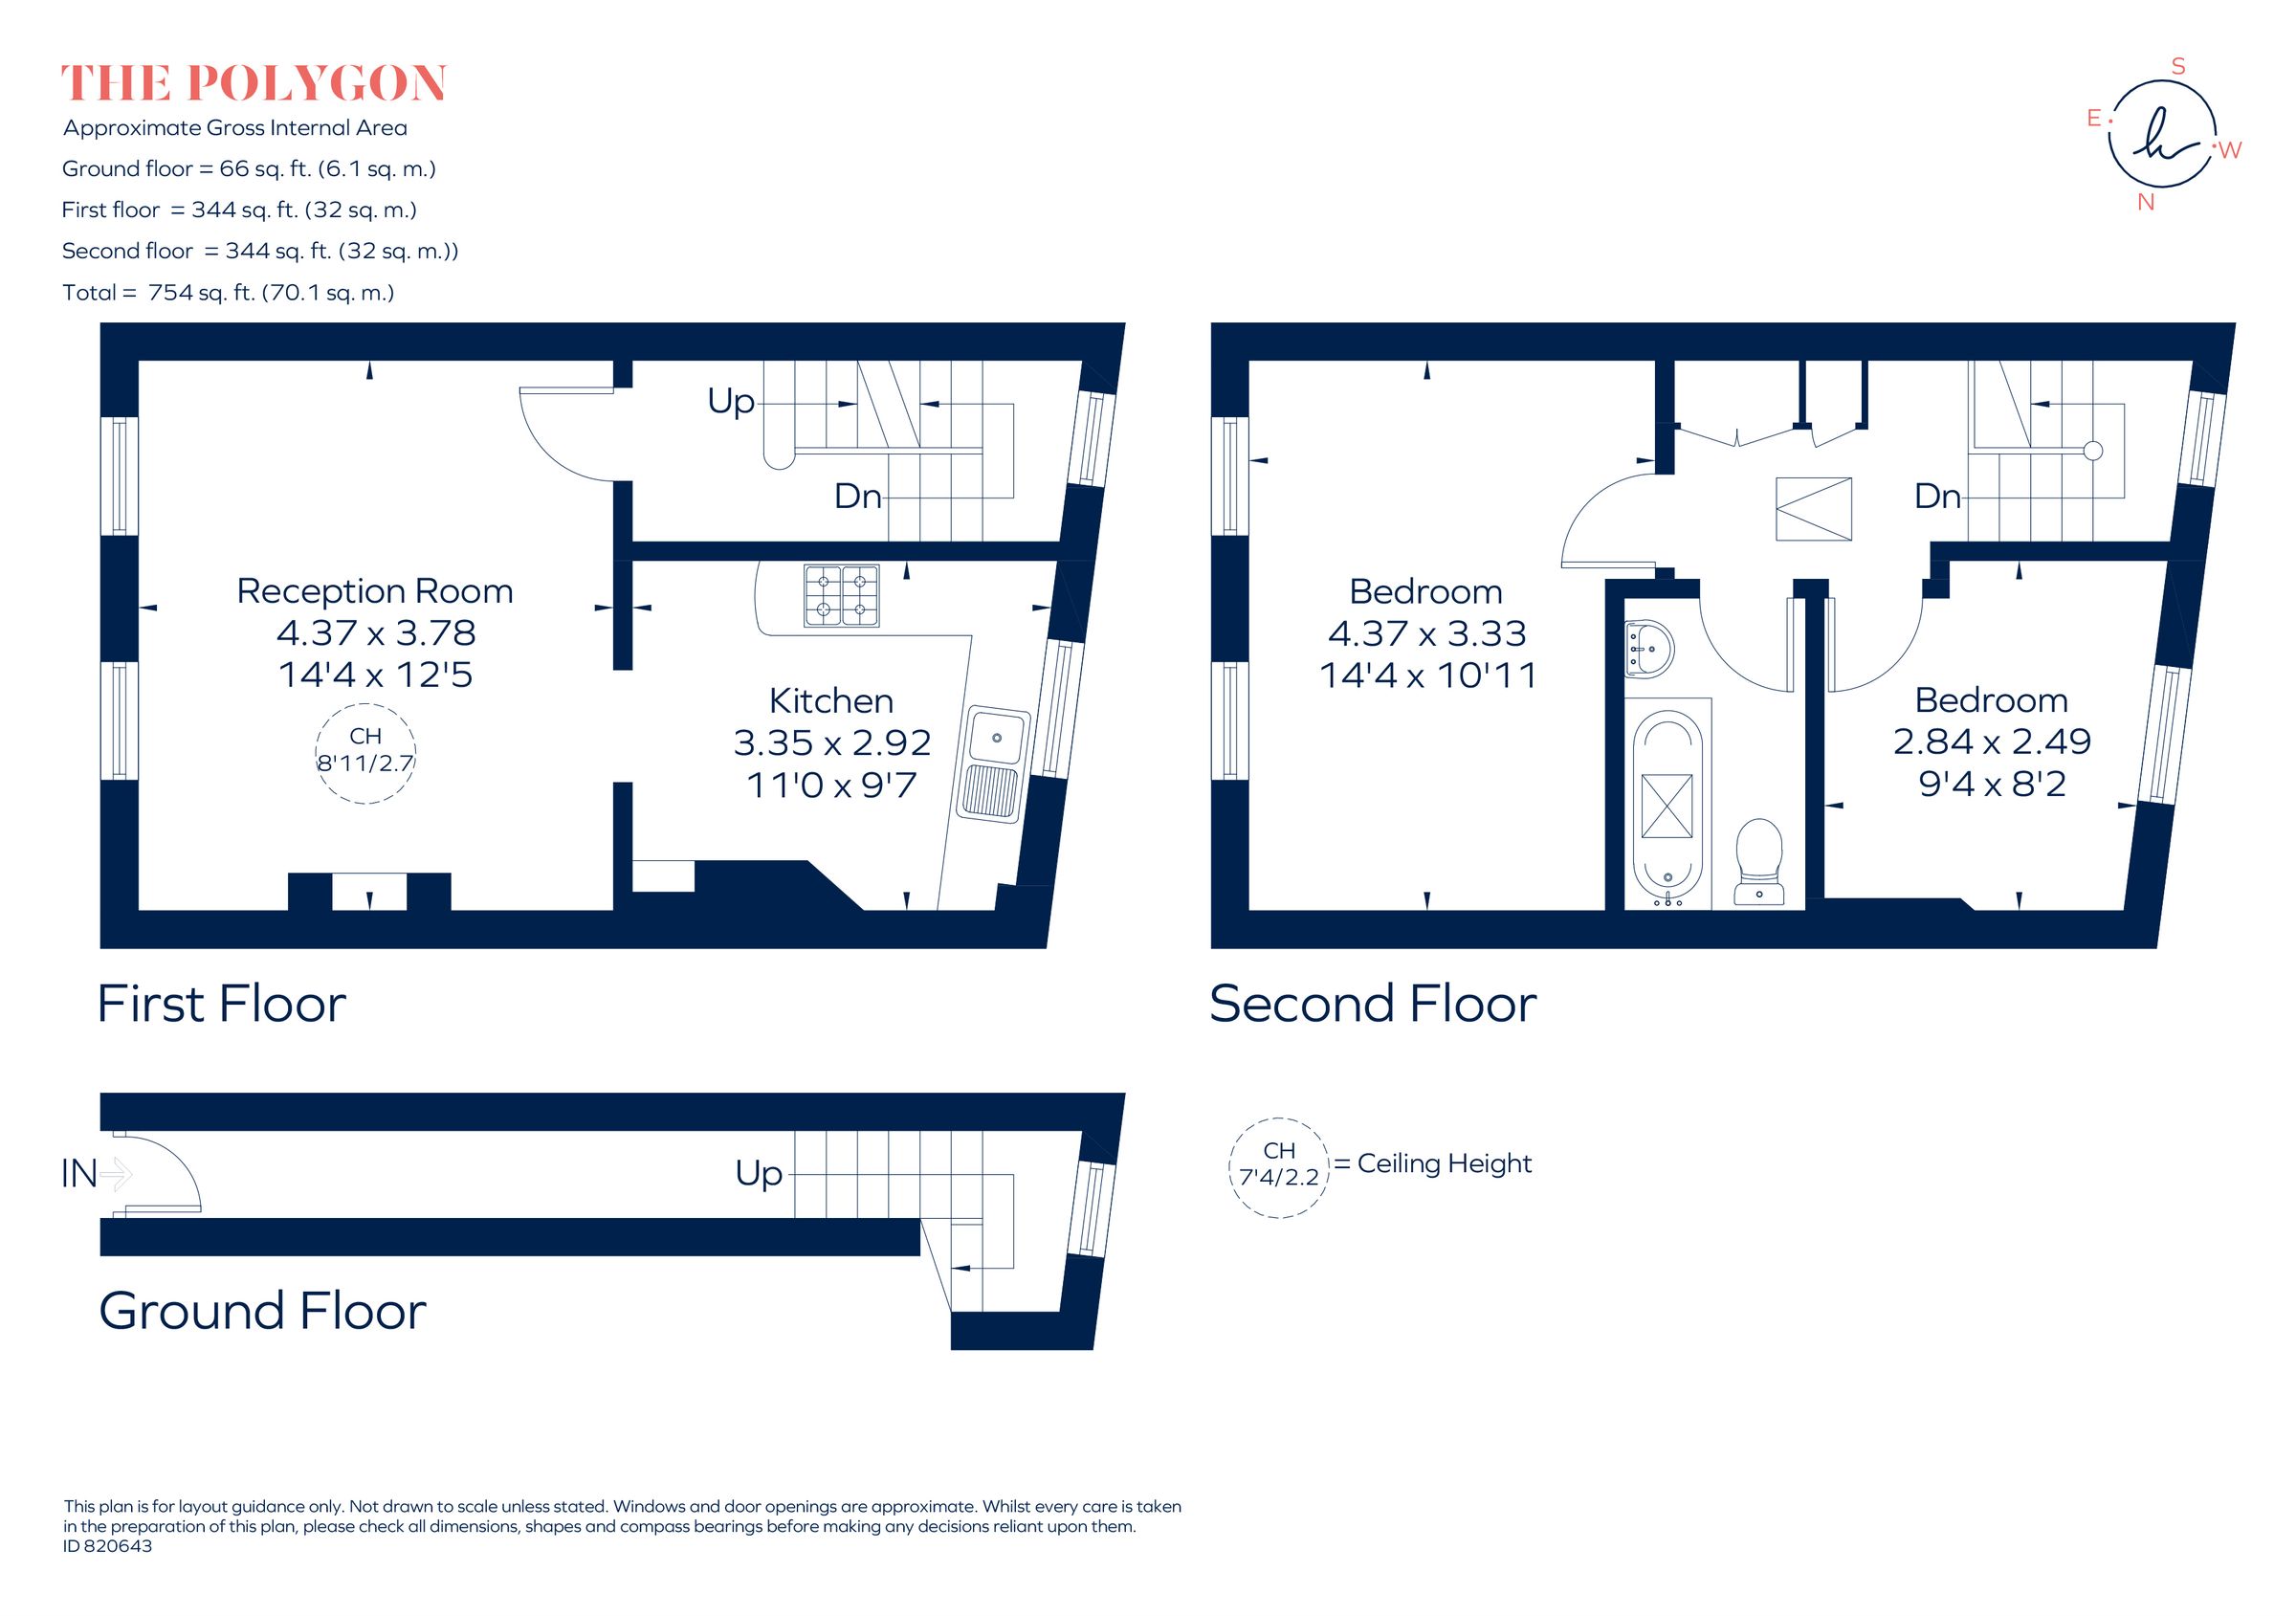 THE POLYGON
Approximate Gross Internal Area
Ground floor = 66 sq. ft. (6.1 sq. m.)
First floor = 344 sq. ft. (32 sq. m.)
Second floor = 344 sq. ft. (32 sq. m.))
Total = 754 sq. ft. (70.1 sq. m.)
S
E
W
N
h
Up
Dn
Reception Room
4.37 x 3.78
14'4 x 12'5
CH
8'11/2.7
Kitchen
3.35 x 2.92
11'0 x 9'7
First Floor
Dn
Bedroom
4.37 x 3.33
14'4 x 10'11
Bedroom
2.84 x 2.49
9'4 x 8'2
Second Floor
IN
Up
Ground Floor
CH
7'4/2.2
= Ceiling Height
This plan is for layout guidance only. Not drawn to scale unless stated. Windows and door openings are approximate. Whilst every care is taken
in the preparation of this plan, please check all dimensions, shapes and compass bearings before making any decisions reliant upon them.
ID 820643